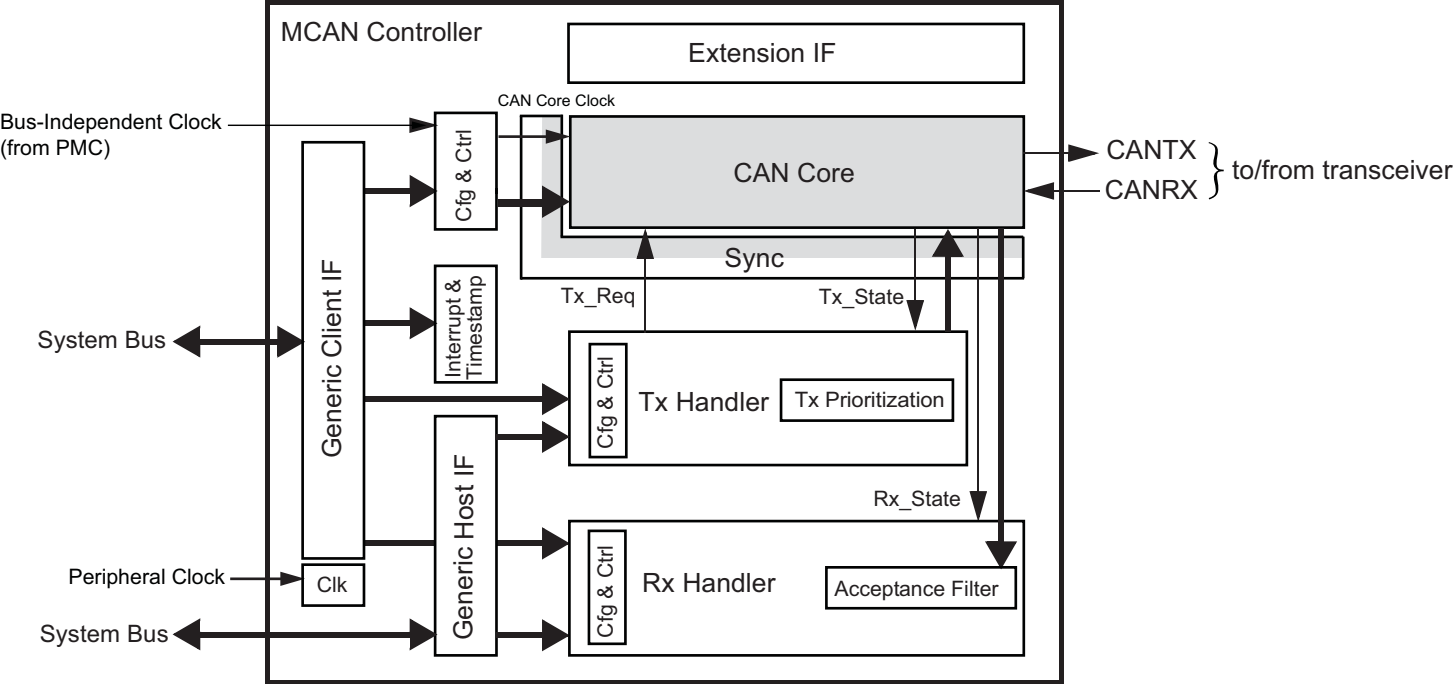 MCAN Controller
Extension IF
CAN Core Clock
Bus-Independent Clock
(from PMC)
Cfg & Ctrl
CAN Core
CANTX
CANRX
to/from transceiver
Sync
Generic Client IF
Interrupt &
Timestamp
Tx_Req
Tx_State
System Bus
Cfg & Ctrl
Tx Handler
Tx Prioritization
Generic Host IF
Rx_State
Peripheral Clock
Clk
Cfg & Ctrl
Rx Handler
Acceptance Filter
System Bus